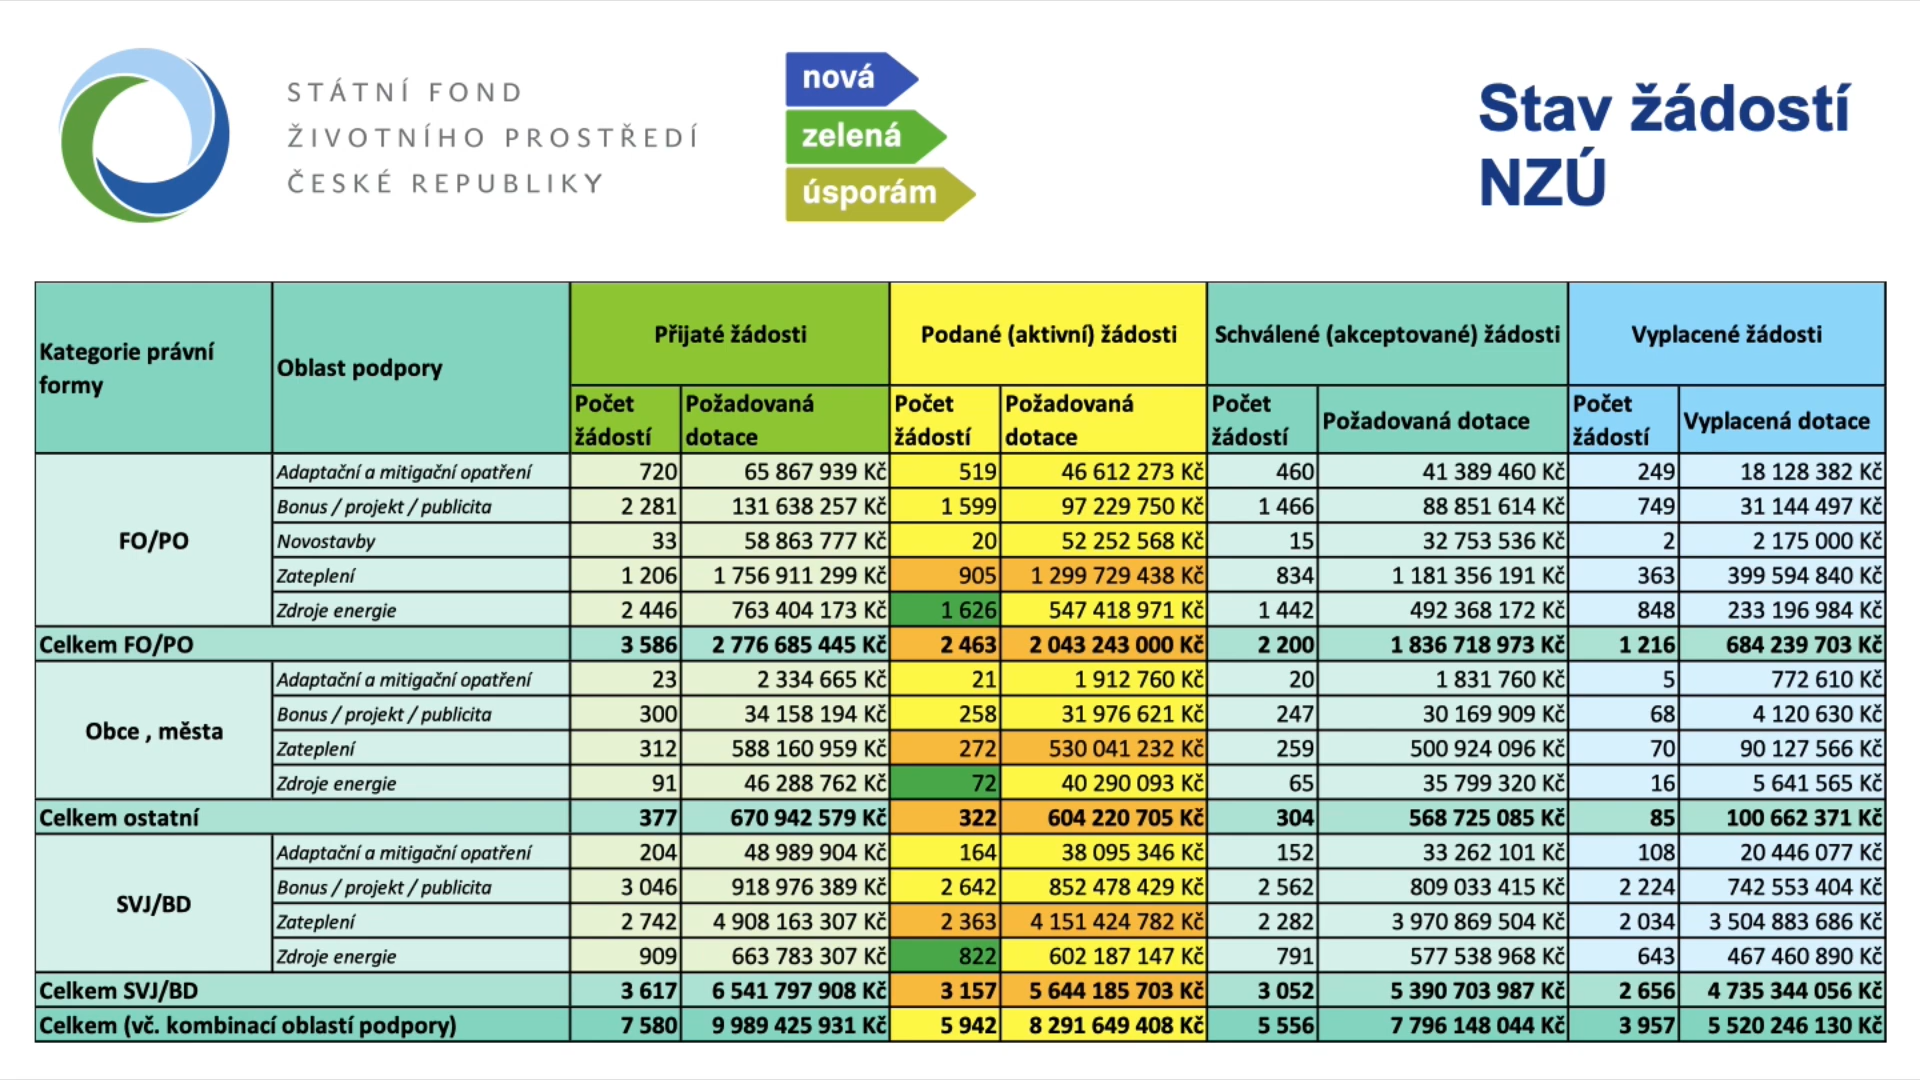 STÁTNÍ FOND
ŽIVOTNÍHO PROSTŘEDÍ
ČESKÉ REPUBLIKY
nová
zelená
úsporám
Stav žádostí
NZÚ
Kategorie právní formy Oblast podpory Přijaté žádosti Podané (aktivní) žádosti Schválené (akceptované) žádosti Vyplacené žádosti
Počet žádostí Požadovaná dotace Počet žádostí Požadovaná dotace Počet žádostí Požadovaná dotace Počet žádostí Vyplacená dotace
FO/PO
Adaptační a mitigační opatření 720 65 867 939 Kč 519 46 612 273 Kč 460 41 389 460 Kč 249 18 128 382 Kč
Bonus / projekt / publicita 2 281 131 638 257 Kč 1 599 97 229 750 Kč 1 466 88 851 614 Kč 749 31 144 497 Kč
Novostavby 33 58 863 777 Kč 20 52 252 568 Kč 15 32 753 536 Kč 2 2 175 000 Kč
Zateplení 1 206 1 756 911 299 Kč 905 1 299 729 438 Kč 834 1 181 356 191 Kč 363 399 594 840 Kč
Zdroje energie 2 446 763 404 173 Kč 1 626 547 418 971 Kč 1 442 492 368 172 Kč 848 233 196 984 Kč
Celkem FO/PO 3 586 2 776 685 445 Kč 2 463 2 043 243 000 Kč 2 200 1 836 718 973 Kč 1 216 684 239 703 Kč
Obce , města
Adaptační a mitigační opatření 23 2 334 665 Kč 21 1 912 760 Kč 20 1 831 760 Kč 5 772 610 Kč
Bonus / projekt / publicita 300 34 158 194 Kč 258 31 976 621 Kč 247 30 169 909 Kč 68 4 120 630 Kč
Zateplení 312 588 160 959 Kč 272 530 041 232 Kč 259 500 924 096 Kč 70 90 127 566 Kč
Zdroje energie 91 46 288 762 Kč 72 40 290 093 Kč 65 35 799 320 Kč 16 5 641 565 Kč
Celkem ostatní 377 670 942 579 Kč 322 604 220 705 Kč 304 568 725 085 Kč 85 100 662 371 Kč
SVJ/BD
Adaptační a mitigační opatření 204 48 989 904 Kč 164 38 095 346 Kč 152 33 262 101 Kč 108 20 446 077 Kč
Bonus / projekt / publicita 3 046 918 976 389 Kč 2 642 852 478 429 Kč 2 562 809 033 415 Kč 2 224 742 553 404 Kč
Zateplení 2 742 4 908 163 307 Kč 2 363 4 151 424 782 Kč 2 282 3 970 869 504 Kč 2 034 3 504 883 686 Kč
Zdroje energie 909 663 783 307 Kč 822 602 187 147 Kč 791 577 538 968 Kč 643 467 460 890 Kč
Celkem SVJ/BD 3 617 6 541 797 908 Kč 3 157 5 644 185 703 Kč 3 052 5 390 703 987 Kč 2 656 4 735 344 056 Kč
Celkem (vč. kombinací oblastí podpory) 7 580 9 989 425 931 Kč 5 942 8 291 649 408 Kč 5 556 7 796 148 044 Kč 3 957 5 520 246 130 Kč